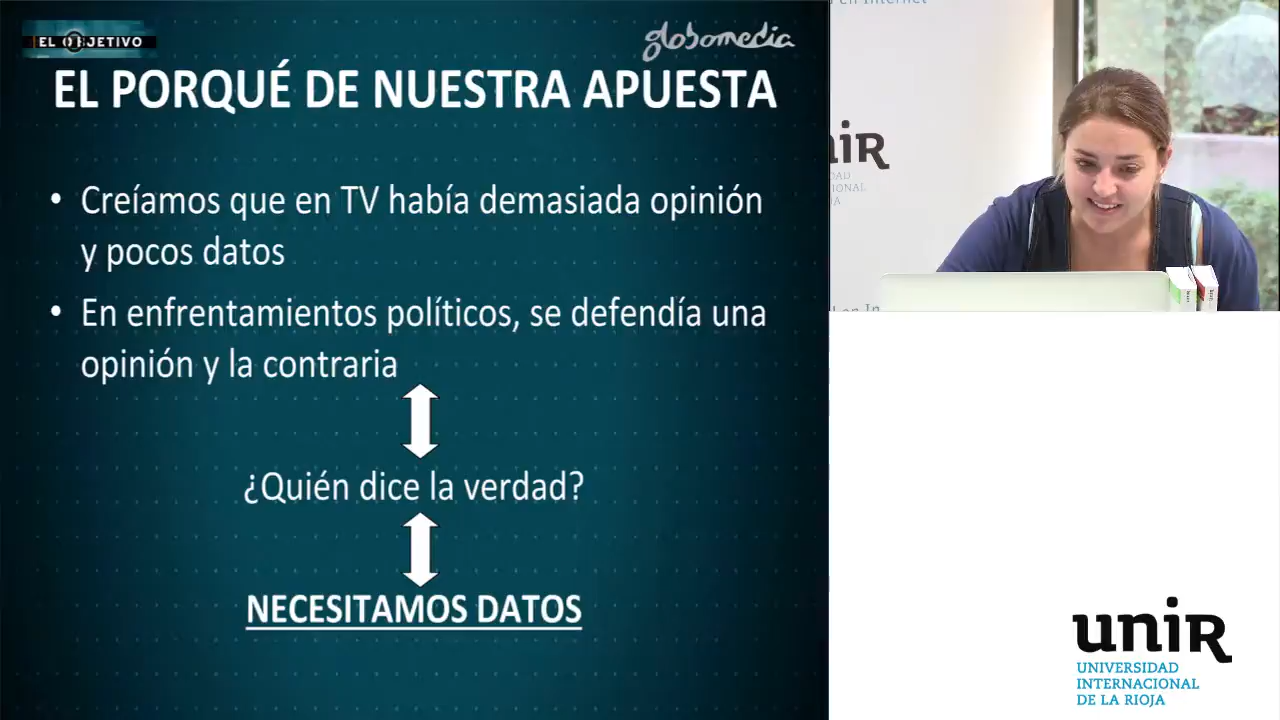 EL OBJETIVO
globomedia
EL PORQUÉ DE NUESTRA APUESTA
• Creíamos que en TV había demasiada opinión
y pocos datos
• En enfrentamientos políticos, se defendía una
opinión y la contraria
¿Quién dice la verdad?
NECESITAMOS DATOS
en Internet
unir
UNIVERSIDAD
INTERNACIONAL
DE LA RIOJA